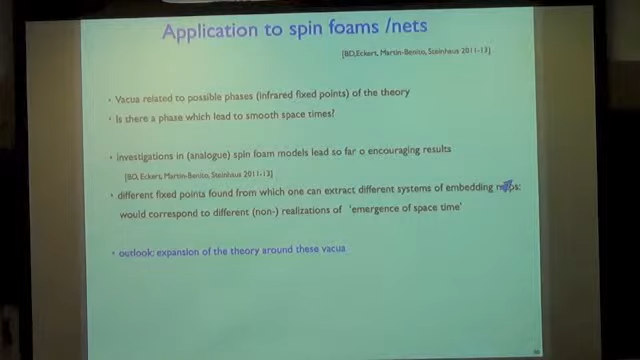 Application to spin foams /nets
[BD,Eckert, Martin-Benito, Steinhaus 2011-13]
• Vacua related to possible phases (infrared fixed points) of the theory
• Is there a phase which lead to smooth space times?
• investigations in (analogue) spin foam models lead so far o encouraging results
[BD, Eckert, Martin-Benito, Steinhaus 2011-13]
• different fixed points found from which one can extract different systems of embedding maps:
would correspond to different (non-) realizations of 'emergence of space time'
• outlook: expansion of the theory around these vacua